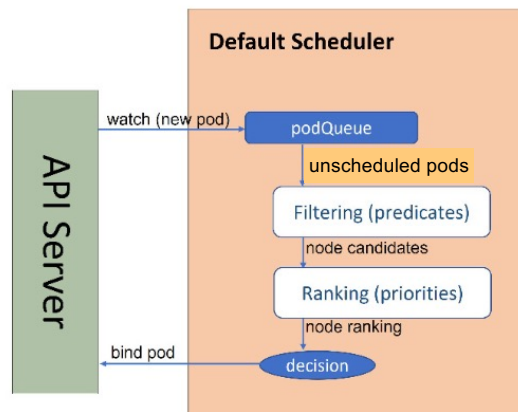 Default Scheduler
API Server
watch (new pod)
podQueue
unscheduled pods
Filtering (predicates)
node candidates
Ranking (priorities)
node ranking
bind pod
decision